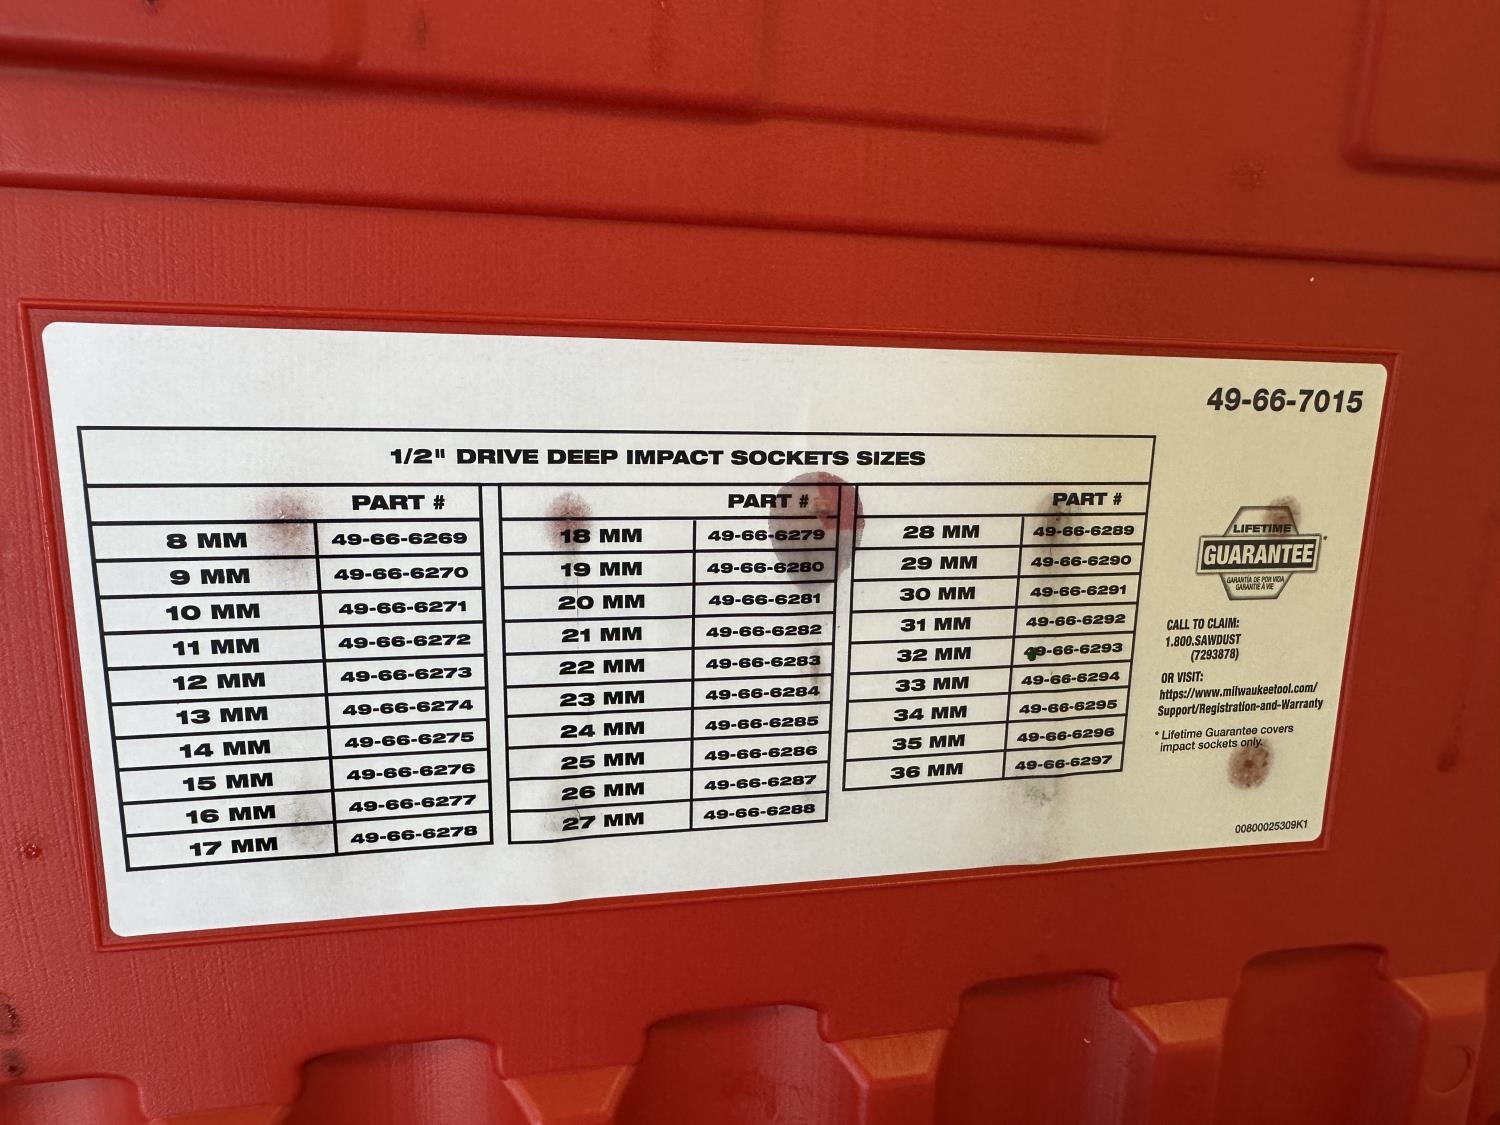 49-66-7015
1/2" DRIVE DEEP IMPACT SOCKETS SIZES
PART #
8 MM 49-66-6269
9 MM 49-66-6270
10 MM 49-66-6271
11 MM 49-66-6272
12 MM 49-66-6273
13 MM 49-66-6274
14 MM 49-66-6275
15 MM 49-66-6276
16 MM 49-66-6277
17 MM 49-66-6278
PART #
18 MM 49-66-6279
19 MM 49-66-6280
20 MM 49-66-6281
21 MM 49-66-6282
22 MM 49-66-6283
23 MM 49-66-6284
24 MM 49-66-6285
25 MM 49-66-6286
26 MM 49-66-6287
27 MM 49-66-6288
PART #
28 MM 49-66-6289
29 MM 49-66-6290
30 MM 49-66-6291
31 MM 49-66-6292
32 MM 49-66-6293
33 MM 49-66-6294
34 MM 49-66-6295
35 MM 49-66-6296
36 MM 49-66-6297
LIFETIME
GUARANTEE*
GARANTÍA DE POR VIDA
GARANTIE À VIE
CALL TO CLAIM:
1.800.SAWDUST
(7293878)
OR VISIT:
https://www.milwaukeetool.com/
Support/Registration-and-Warranty
* Lifetime Guarantee covers
impact sockets only.
00800025309K1